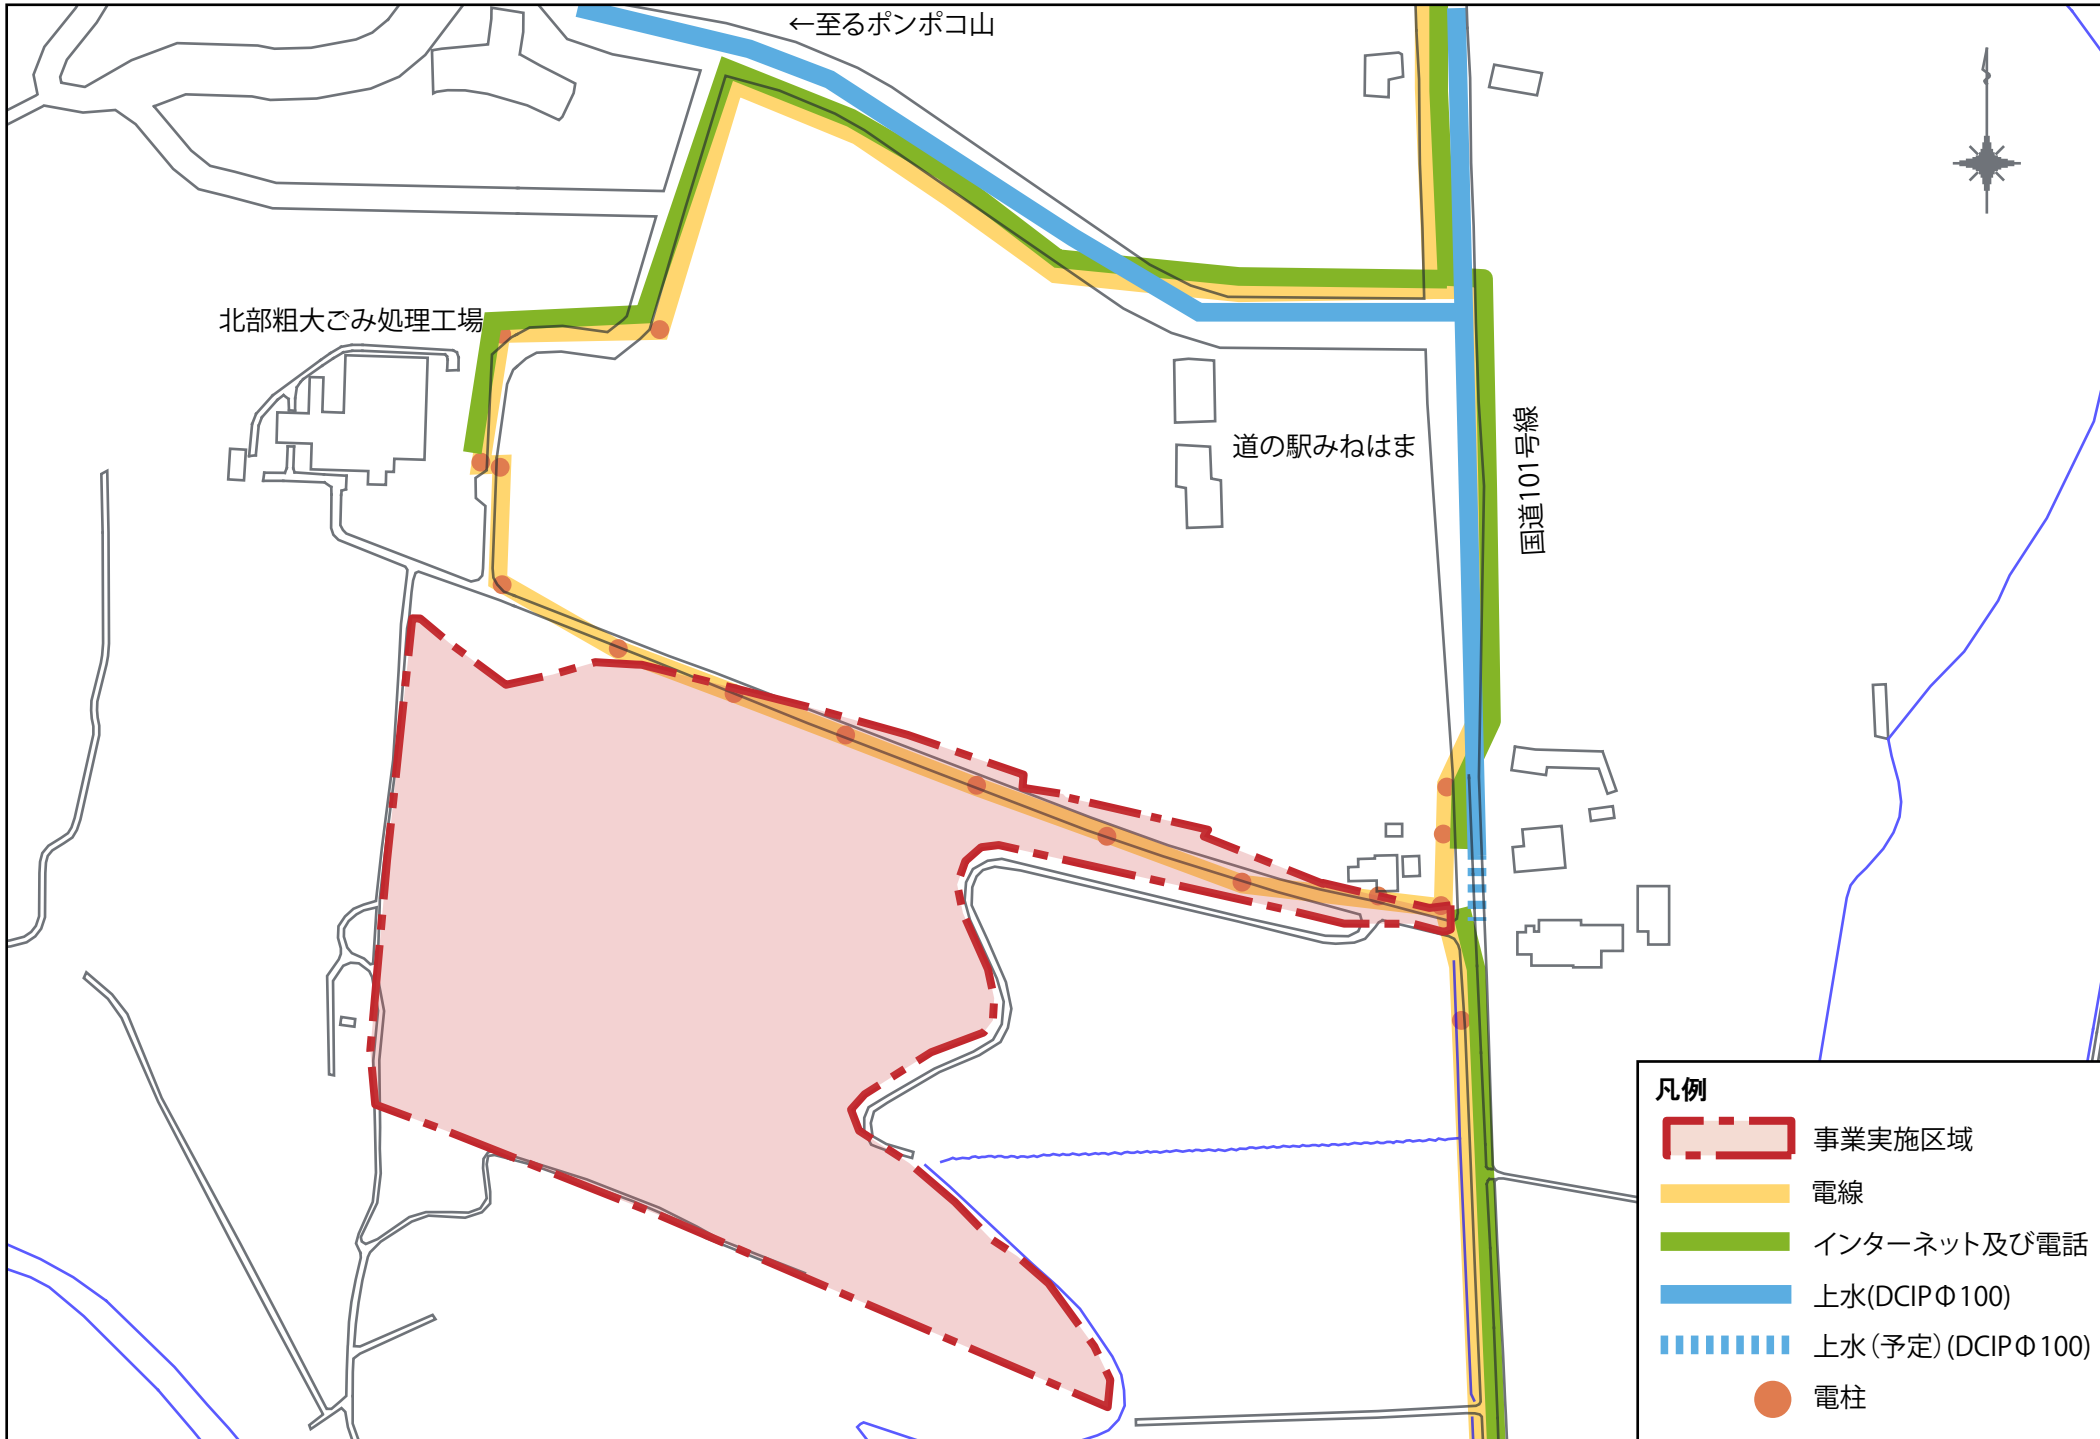 ←至るポンポコ山
北部粗大ごみ処理工場
道の駅みねはま
国道101号線
凡例
事業実施区域
電線
インターネット及び電話
上水(DCIPΦ100)
上水（予定）(DCIPΦ100)
電柱